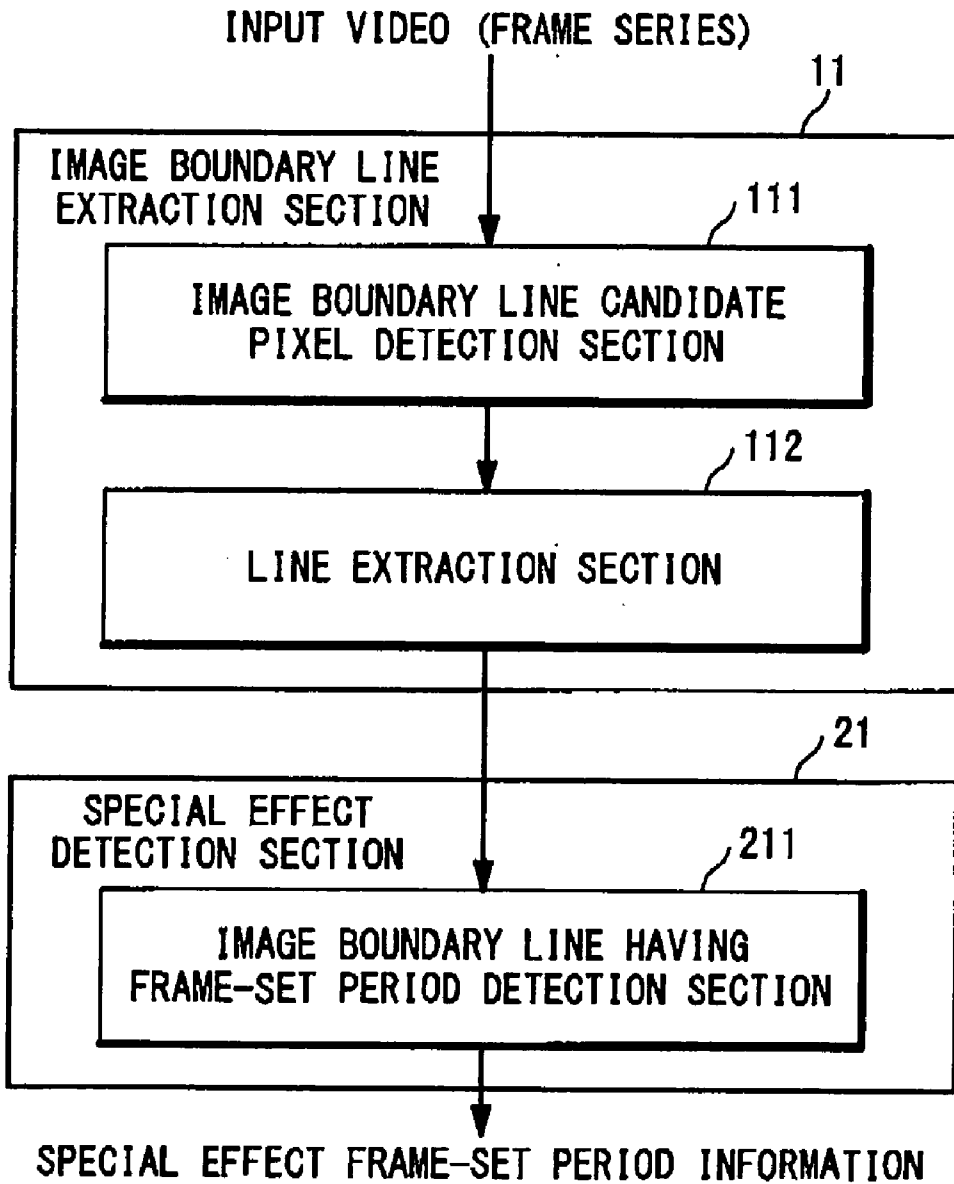 INPUT VIDEO (FRAME SERIES)
11
IMAGE BOUNDARY LINE
EXTRACTION SECTION
111
IMAGE BOUNDARY LINE CANDIDATE
PIXEL DETECTION SECTION
112
LINE EXTRACTION SECTION
21
SPECIAL EFFECT
DETECTION SECTION
211
IMAGE BOUNDARY LINE HAVING
FRAME-SET PERIOD DETECTION SECTION
SPECIAL EFFECT FRAME-SET PERIOD INFORMATION